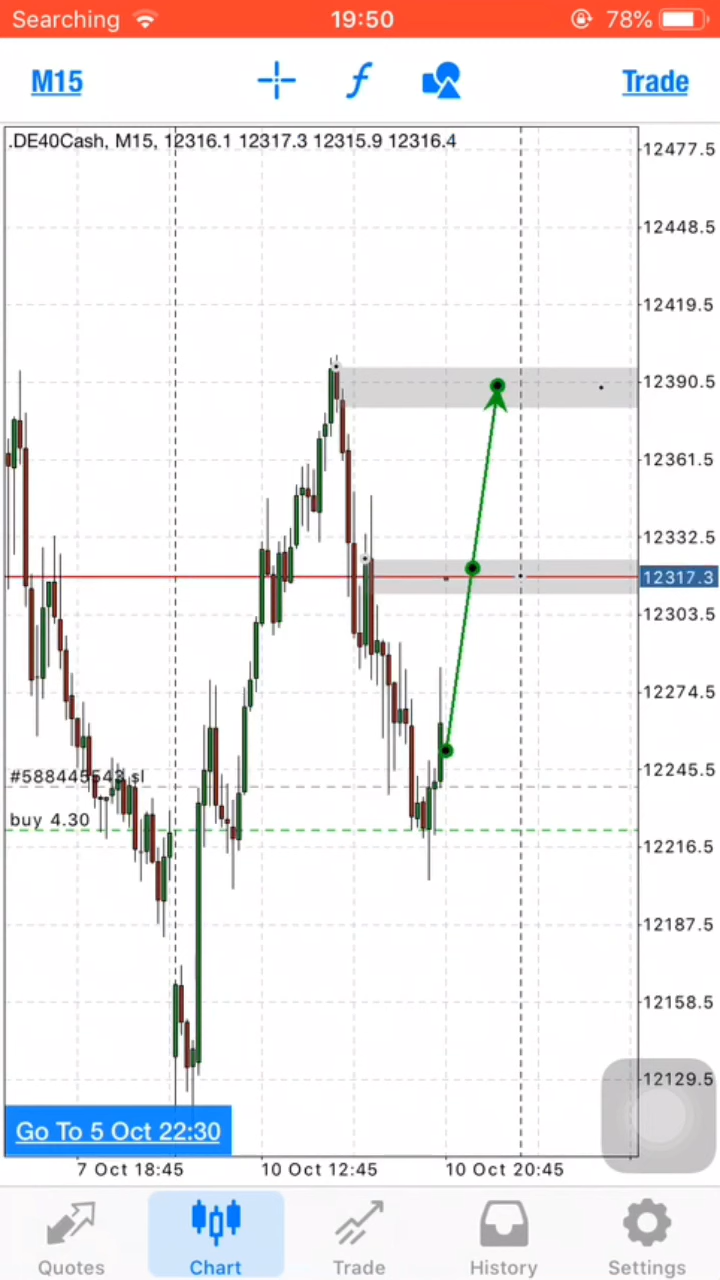 Searching 19:50 78%
M15 f Trade
.DE40Cash, M15, 12316.1 12317.3 12315.9 12316.4
12477.5
12448.5
12419.5
12390.5
12361.5
12332.5
12317.3
12303.5
12274.5
12245.5
#588445543 sl
buy 4.30
12216.5
12187.5
12158.5
12129.5
Go To 5 Oct 22:30
7 Oct 18:45 10 Oct 12:45 10 Oct 20:45
Quotes Chart Trade History Settings